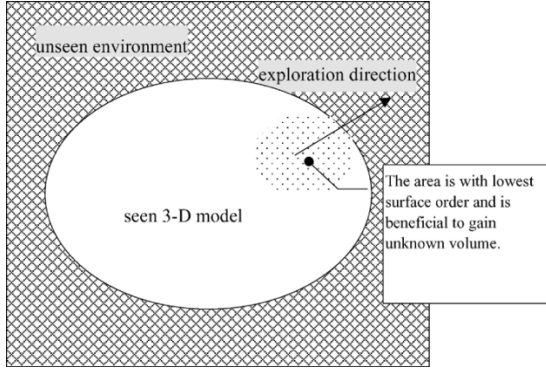 unseen environment
exploration direction
The area is with lowest
surface order and is
beneficial to gain
unknown volume.
seen 3-D model